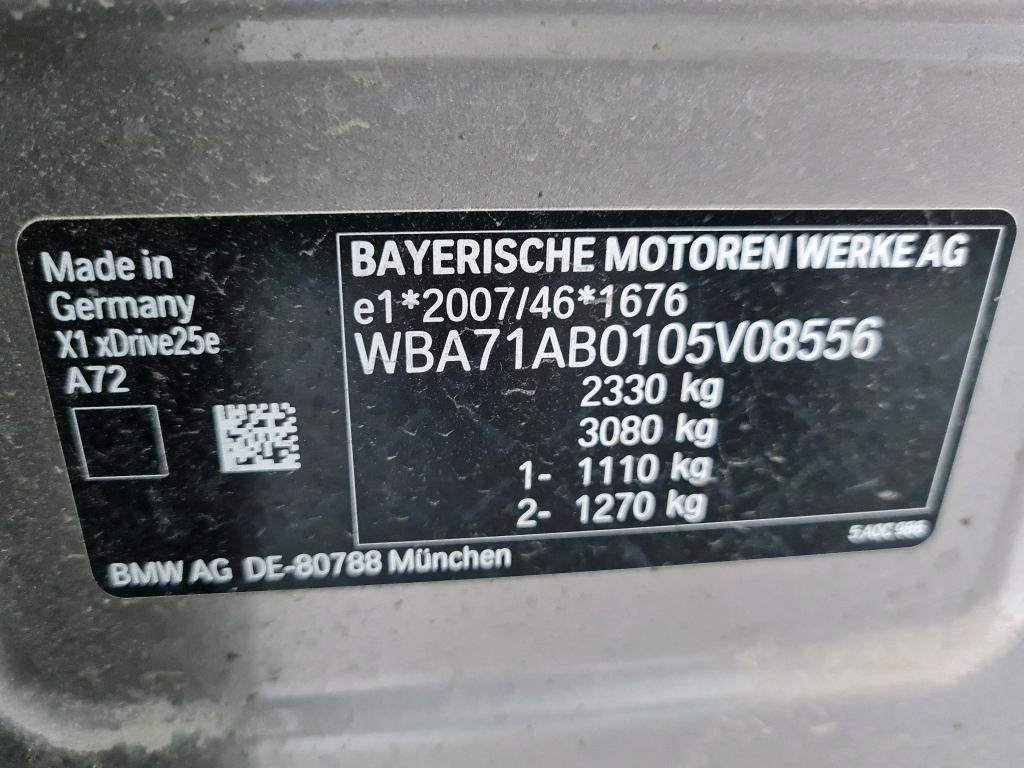 Made in
Germany
X1 xDrive25e
A72
BAYERISCHE MOTOREN WERKE AG
e1*2007/46*1676
WBA71AB0105V08556
2330 kg
3080 kg
1- 1110 kg
2- 1270 kg
BMW AG DE-80788 München